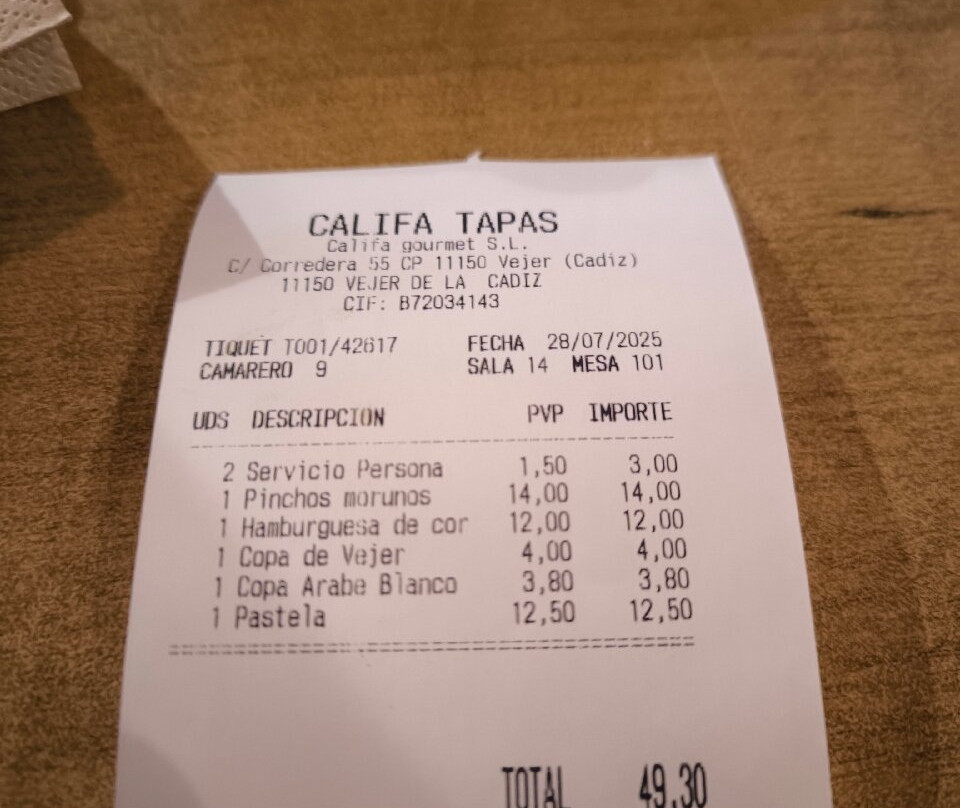 CALIFA TAPAS
Califa gourmet S.L.
C/ Corredera 55 CP 11150 Vejer (Cadiz)
11150 VEJER DE LA CADIZ
CIF: B72034143
TIQUET T001/42617 FECHA 28/07/2025
CAMARERO 9 SALA 14 MESA 101
UDS DESCRIPCION PVP IMPORTE
2 Servicio Persona 1,50 3,00
1 Pinchos morunos 14,00 14,00
1 Hamburguesa de cor 12,00 12,00
1 Copa de Vejer 4,00 4,00
1 Copa Arabe Blanco 3,80 3,80
1 Pastela 12,50 12,50
TOTAL 49,30